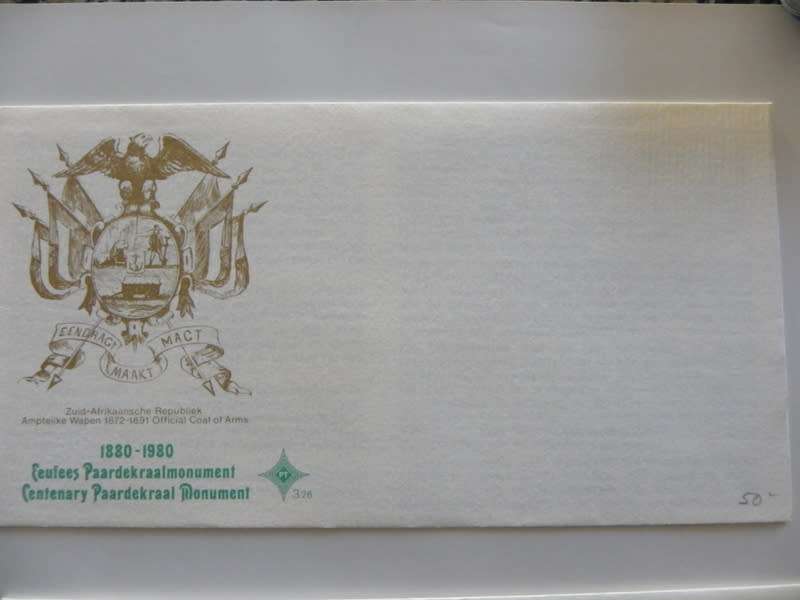 EENDRAGT MAAKT MAGT
Zuid-Afrikaansche Republiek
Amptelike Wapen 1872-1891 Official Coat of Arms
1880-1980
Eeufees Paardekraalmonument
Centenary Paardekraal Monument
3.26
50-